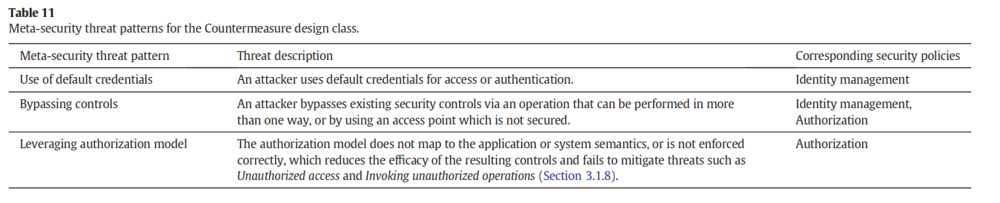 Table 11
Meta-security threat patterns for the Countermeasure design class.
Meta-security threat pattern Threat description Corresponding security policies
Use of default credentials An attacker uses default credentials for access or authentication. Identity management
Bypassing controls An attacker bypasses existing security controls via an operation that can be performed in more Identity management,
than one way, or by using an access point which is not secured. Authorization
Leveraging authorization model The authorization model does not map to the application or system semantics, or is not enforced Authorization
correctly, which reduces the efficacy of the resulting controls and fails to mitigate threats such as
Unauthorized access and Invoking unauthorized operations (Section 3.1.8).